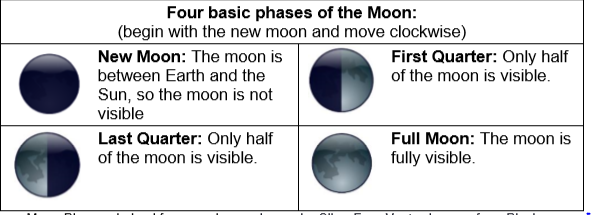 Four basic phases of the Moon:
(begin with the new moon and move clockwise)
New Moon: The moon is
between Earth and the
Sun, so the moon is not
visible
First Quarter: Only half
of the moon is visible.
Last Quarter: Only half
of the moon is visible.
Full Moon: The moon is
fully visible.